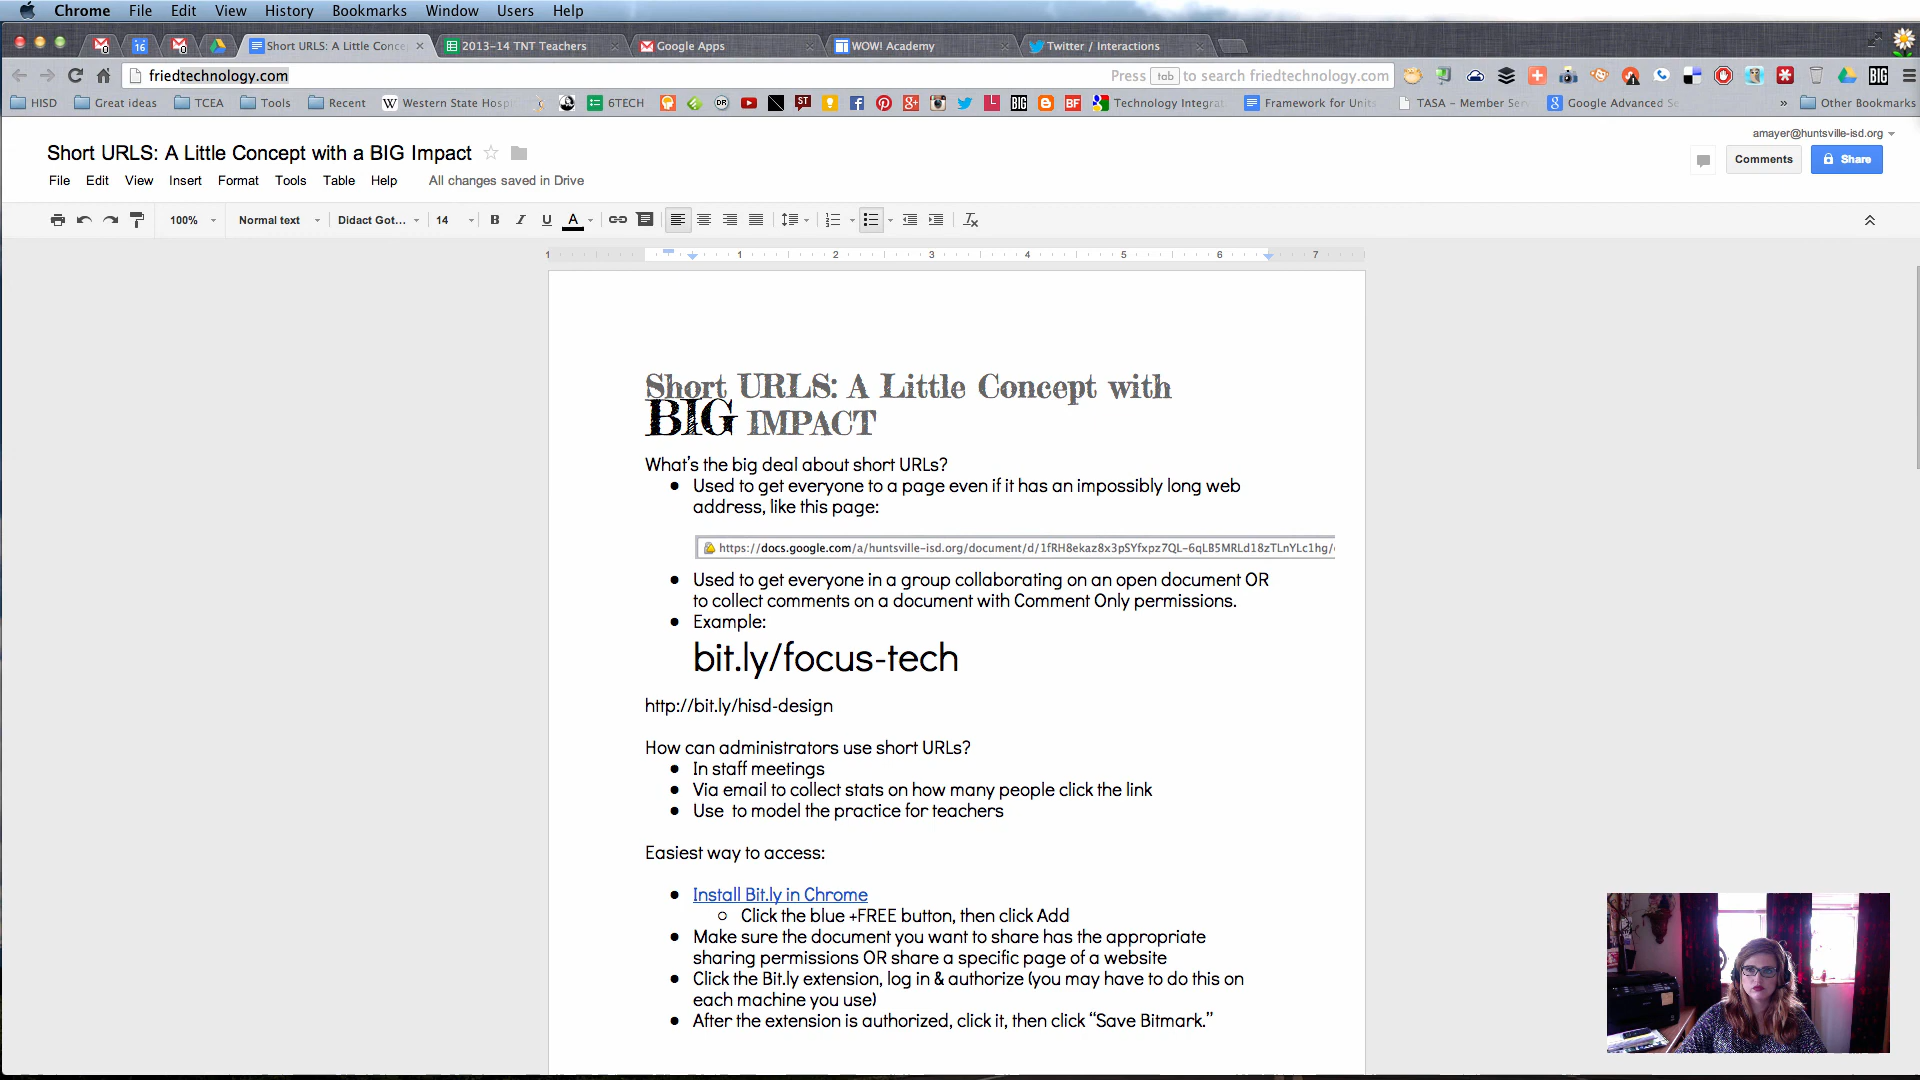 Chrome File Edit View History Bookmarks Window Users Help
Short URLS: A Little Conce
2013-14 TNT Teachers
Google Apps
WOW! Academy
Twitter / Interactions
friedtechnology.com
Press tab to search friedtechnology.com
HISD Great ideas TCEA Tools Recent Western State Hosp 6TECH Technology Integrat Framework for Units TASA - Member Ser Google Advanced Se » Other Bookmarks
amayer@huntsville-isd.org
Short URLS: A Little Concept with a BIG Impact
Comments
Share
File Edit View Insert Format Tools Table Help All changes saved in Drive
100% Normal text Didact Got... 14 B I U A
1 1 2 3 4 5 6 7
Short URLS: A Little Concept with
BIG IMPACT
What's the big deal about short URLs?
● Used to get everyone to a page even if it has an impossibly long web
address, like this page:
https://docs.google.com/a/huntsville-isd.org/document/d/1fRH8ekaz8x3pSYfxpz7QL-6qLB5MRLd18zTLnYLc1hg/
● Used to get everyone in a group collaborating on an open document OR
to collect comments on a document with Comment Only permissions.
● Example:
bit.ly/focus-tech
http://bit.ly/hisd-design
How can administrators use short URLs?
● In staff meetings
● Via email to collect stats on how many people click the link
● Use to model the practice for teachers
Easiest way to access:
● Install Bit.ly in Chrome
○ Click the blue +FREE button, then click Add
● Make sure the document you want to share has the appropriate
sharing permissions OR share a specific page of a website
● Click the Bit.ly extension, log in & authorize (you may have to do this on
each machine you use)
● After the extension is authorized, click it, then click “Save Bitmark.”